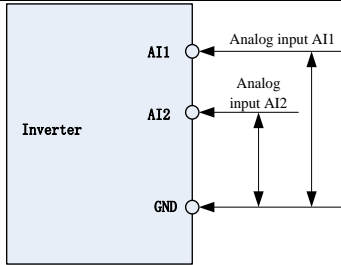 Analog input AI1
AI1
Analog
input AI2
AI2
Inverter
GND